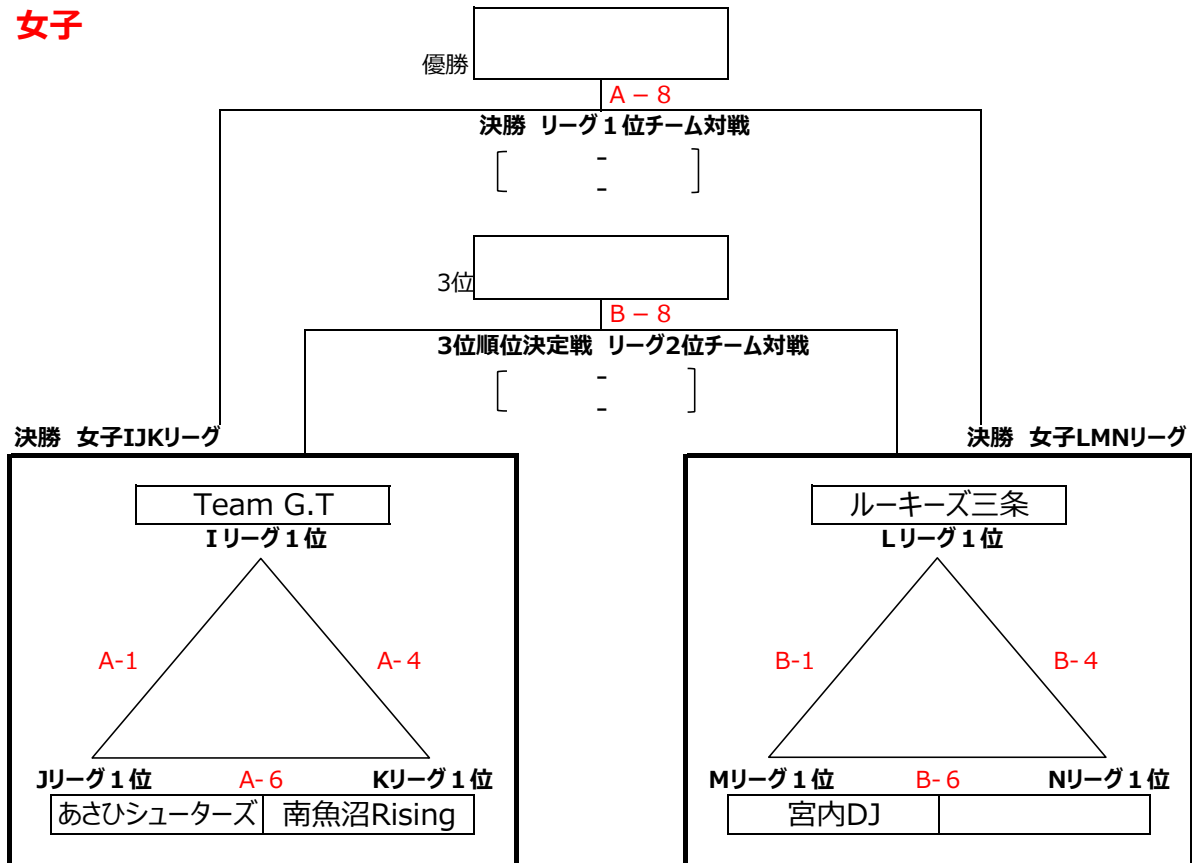 女子
優勝
A－8
決勝 リーグ１位チーム対戦
-
-
3位
B－8
3位順位決定戦 リーグ2位チーム対戦
-
-
決勝 女子IJKリーグ
決勝 女子LMNリーグ
Team G.T
Iリーグ１位
ルーキーズ三条
Lリーグ１位
A-1
A-４
B-1
B-４
Jリーグ１位
A-６
Kリーグ１位
Mリーグ１位
B-６
Nリーグ１位
あさひシューターズ
南魚沼Rising
宮内DJ